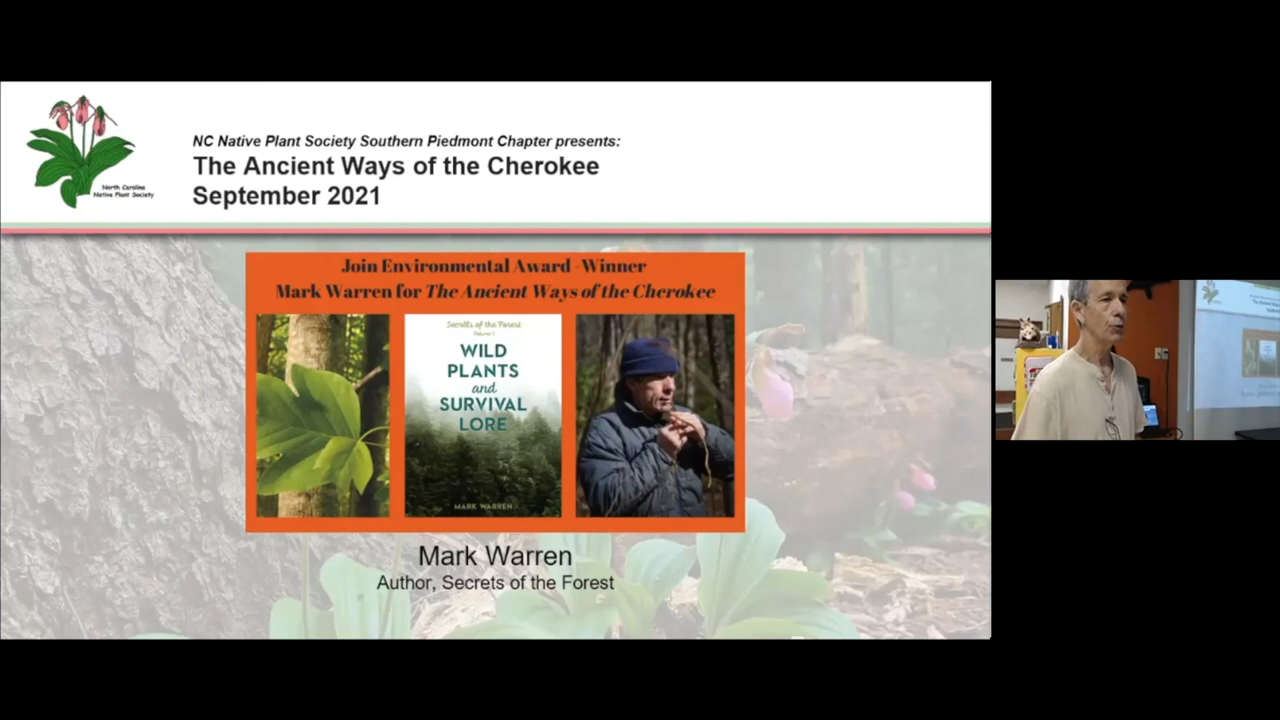 North Carolina
Native Plant Society
NC Native Plant Society Southern Piedmont Chapter presents:
The Ancient Ways of the Cherokee
September 2021
Join Environmental Award -Winner
Mark Warren for The Ancient Ways of the Cherokee
Secrets of the Forest
Volume 1
WILD
PLANTS
and
SURVIVAL
LORE
MARK WARREN
Mark Warren
Author, Secrets of the Forest